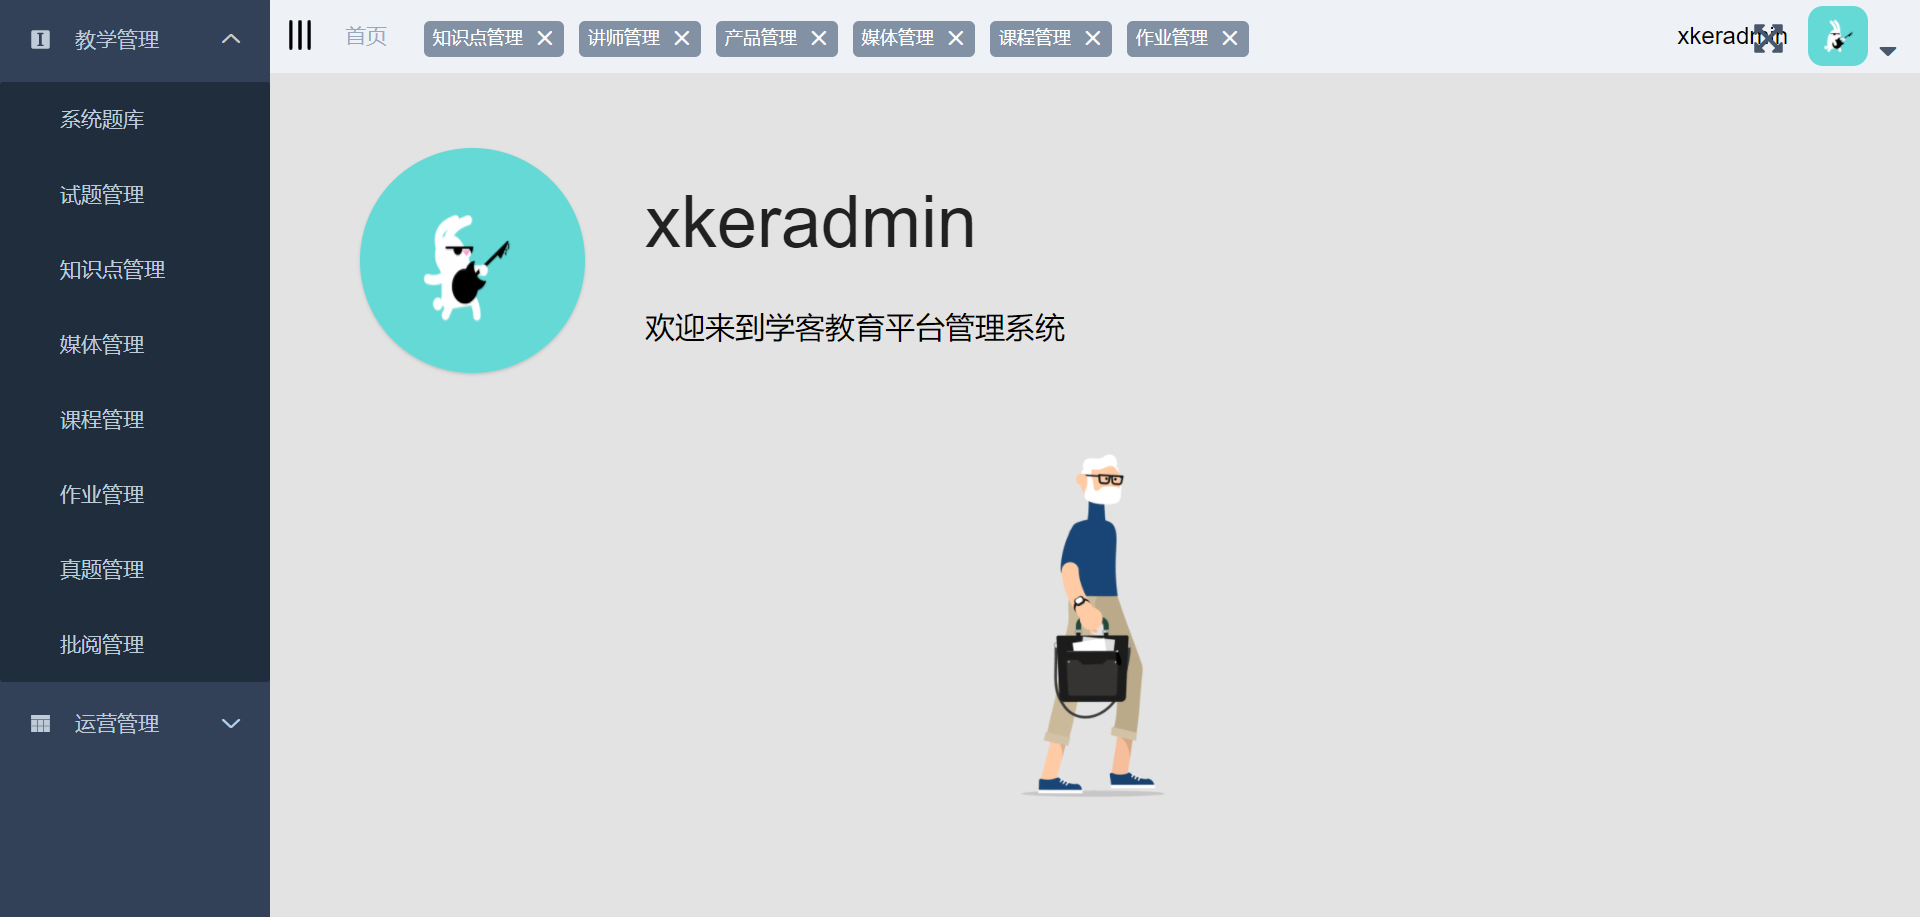 教学管理
系统题库
试题管理
知识点管理
媒体管理
课程管理
作业管理
真题管理
批阅管理
运营管理
首页 知识点管理 讲师管理 产品管理 媒体管理 课程管理 作业管理 xkeradmin
xkeradmin
欢迎来到学客教育平台管理系统